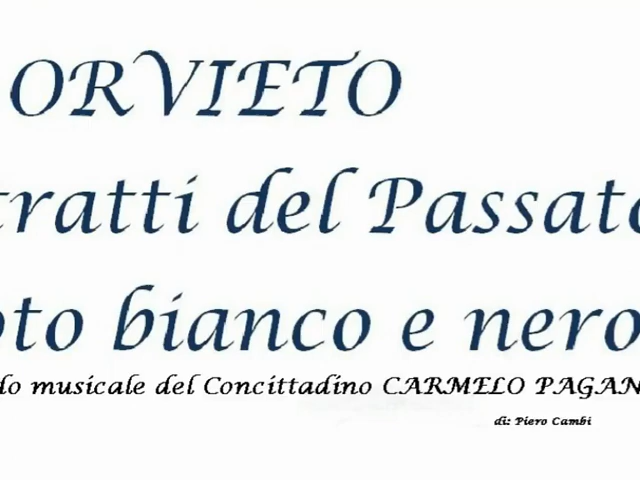 ORVIETO
tratti del Passato
oto bianco e nero
do musicale del Concittadino CARMELO PAGAN
di: Piero Cambi